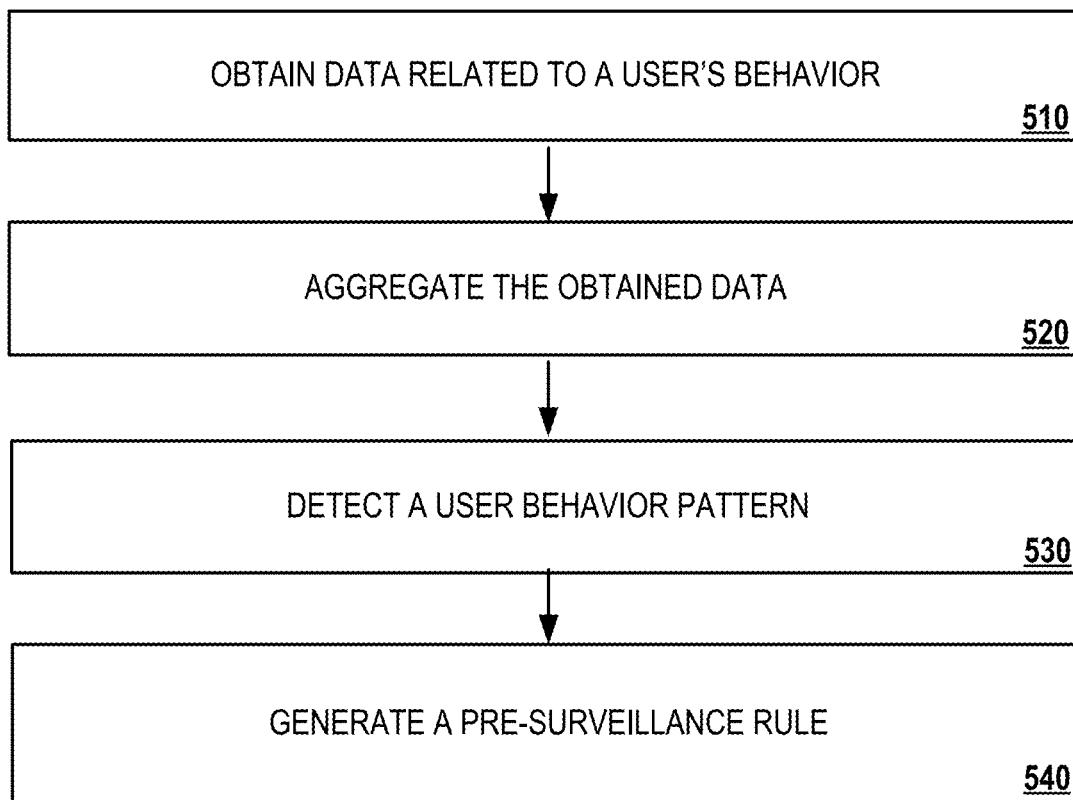 OBTAIN DATA RELATED TO A USER'S BEHAVIOR
510
AGGREGATE THE OBTAINED DATA
520
DETECT A USER BEHAVIOR PATTERN
530
GENERATE A PRE-SURVEILLANCE RULE
540